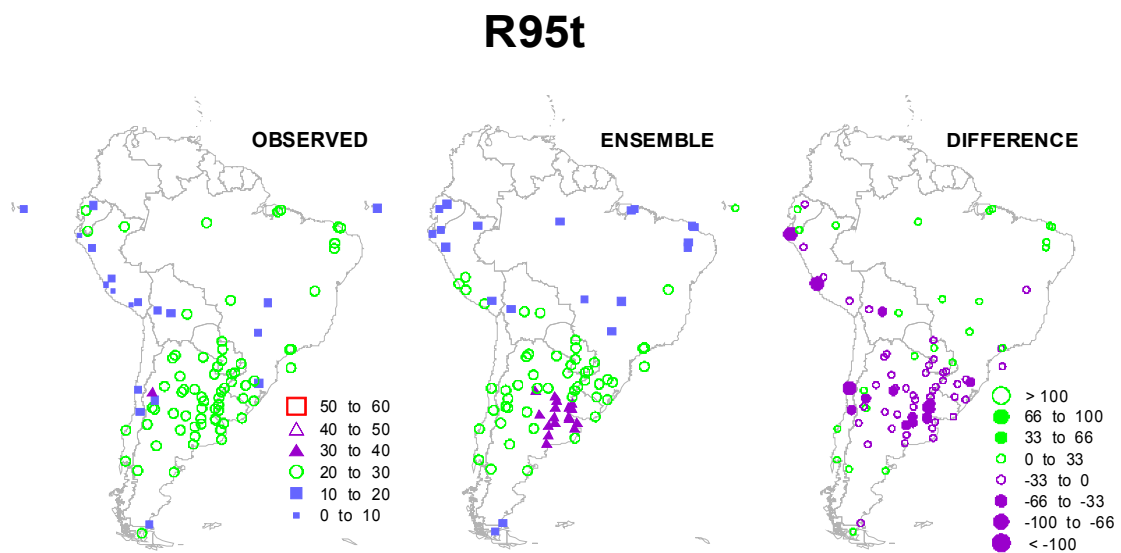 R95t
OBSERVED
ENSEMBLE
DIFFERENCE
50 to 60
40 to 50
30 to 40
20 to 30
10 to 20
0 to 10
> 100
66 to 100
33 to 66
0 to 33
-33 to 0
-66 to -33
-100 to -66
< -100